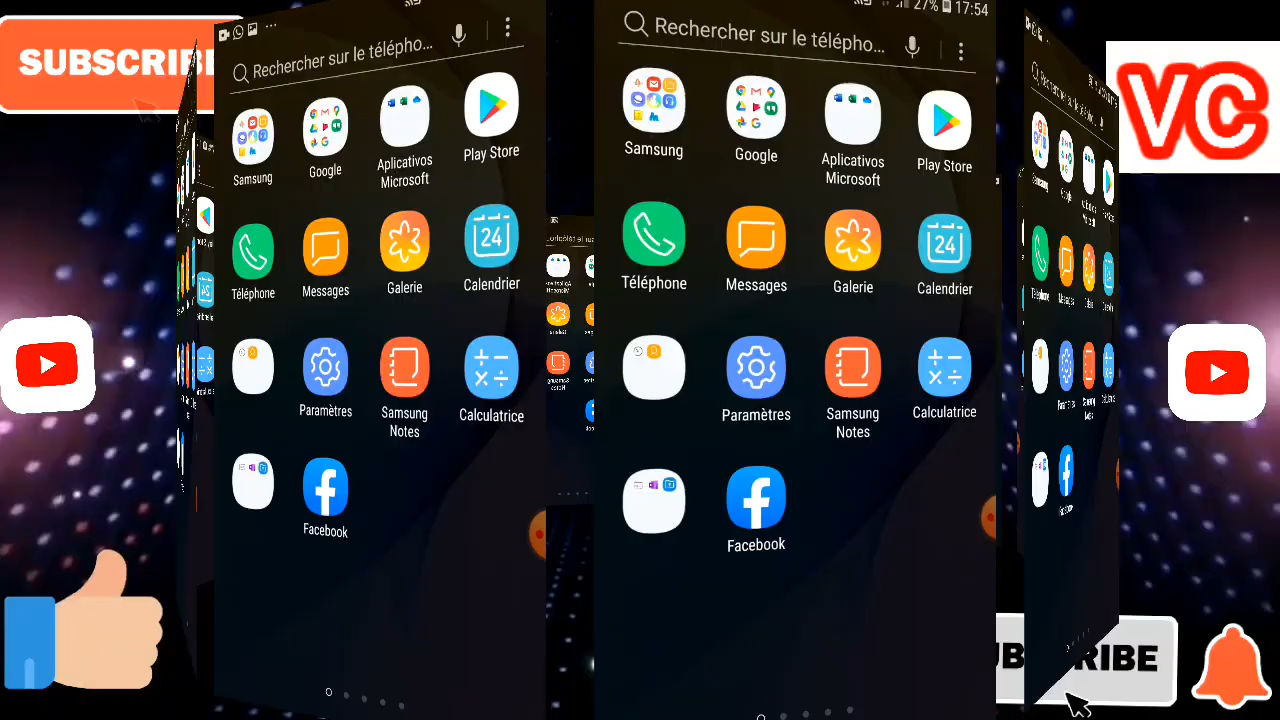 SUBSCRIBE
VC
Rechercher sur le télépho...
Samsung
Google
Aplicativos
Microsoft
Play Store
Téléphone
Messages
Galerie
24
Calendrier
Paramètres
Samsung
Notes
Calculatrice
Facebook
27% 17:54
Rechercher sur le télépho...
Samsung
Google
Aplicativos
Microsoft
Play Store
Téléphone
Messages
Galerie
24
Calendrier
Paramètres
Samsung
Notes
Calculatrice
Facebook